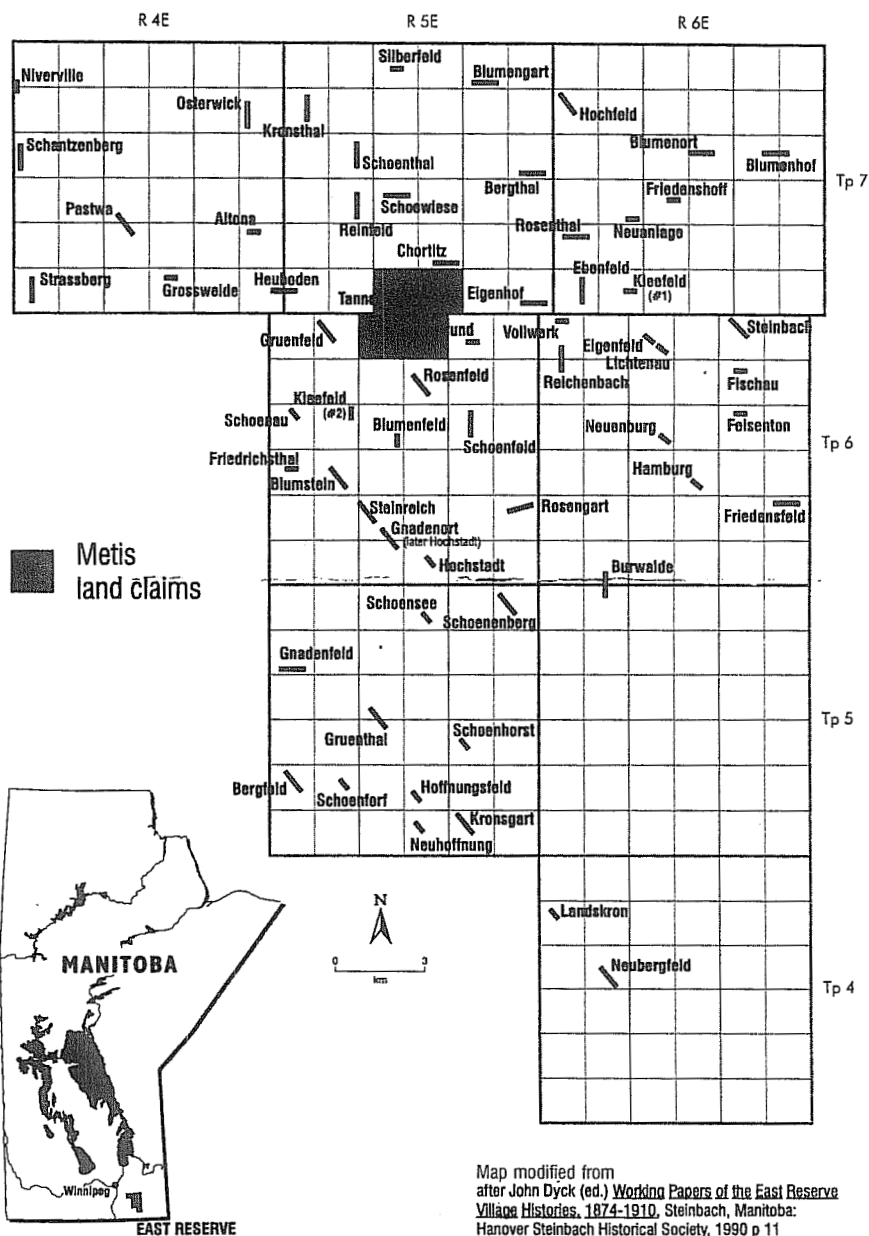 R 4E
R 5E
R 6E
Niverville
Silberfeld
Blumengart
Osterwick
Kronsthal
Hochfeld
Schantzenberg
Schoenthal
Blumenort
Blumenhof
Tp 7
Bergthal
Friedenshoff
Pastwa
Altona
Reinfeld
Schoewiese
Rosenthal
Neuanlage
Chortitz
Strassberg
Grossweide
Heuboden
Eigenhof
Ebenfeld
Kleefeld
(#1)
Gruenfeld
Vollwerk
Eigenfeld
Lichtenau
Steinbach
Rosenfeld
Reichenbach
Fischau
Kleefeld
(#2)
Schoenau
Blumenfeld
Schoenfeld
Neuenburg
Felsenton
Tp 6
Friedrichsthal
Blumstein
Hamburg
Steinreich
Rosengart
Friedensfeld
Gnadenort
(later Hochstadt)
Hochstadt
Burwalde
Metis
land claims
Schoensee
Schoenenberg
Gnadenfeld
Tp 5
Gruenthal
Schoenhorst
Bergfeld
Schoenforf
Hoffnungsfeld
Kronsgart
Neuhoffnung
Landskron
N
0 3
km
MANITOBA
Neubergfeld
Tp 4
Winnipeg
EAST RESERVE
Map modified from
after John Dyck (ed.) Working Papers of the East Reserve
Village Histories, 1874-1910, Steinbach, Manitoba:
Hanover Steinbach Historical Society, 1990 p 11